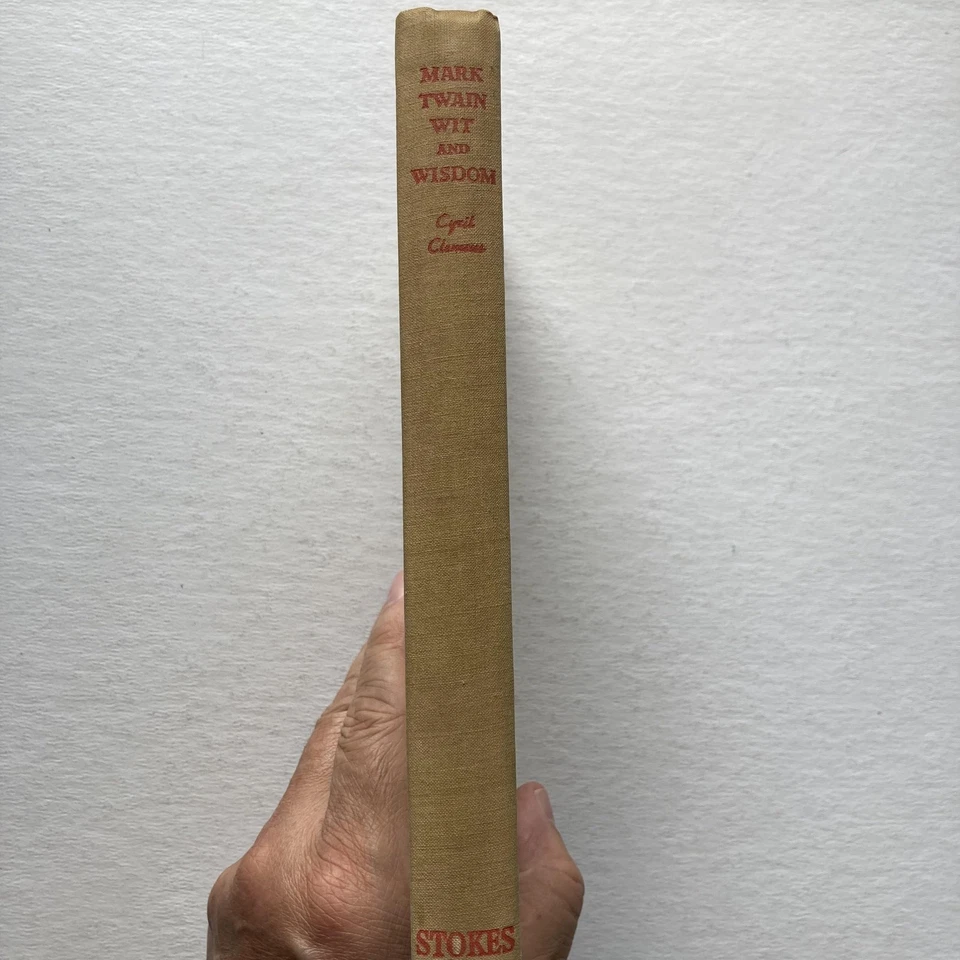 MARK
TWAIN
WIT
AND
WISDOM
Cyril
Clemens
STOKES